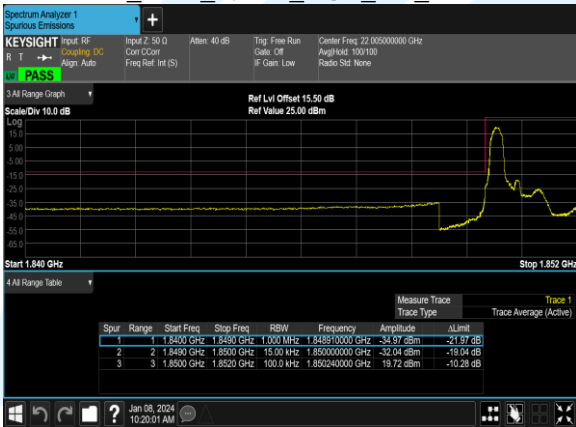 Spectrum Analyzer 1
Spurious Emissions
KEYSIGHT
R T
LV PASS
Input: RF
Coupling: DC
Align: Auto
Input Z: 50 Ω
Corr CCorr
Freq Ref: Int (S)
Atten: 40 dB
Trig: Free Run
Gate: Off
IF Gain: Low
Center Freq: 22.005000000 GHz
Avg|Hold: 100/100
Radio Std: None
3 All Range Graph
Ref Lvl Offset 15.50 dB
Scale/Div 10.0 dB
Ref Value 25.00 dBm
Log
15.0
5.00
-5.00
-15.0
-25.0
-35.0
-45.0
-55.0
-65.0
Start 1.840 GHz
Stop 1.852 GHz
4 All Range Table
Measure Trace Trace 1
Trace Type Trace Average (Active)
Spur Range Start Freq Stop Freq RBW Frequency Amplitude ΔLimit
1 1 1.8400 GHz 1.8490 GHz 1.000 MHz 1.848910000 GHz -34.97 dBm -21.97 dB
2 2 1.8490 GHz 1.8500 GHz 15.00 kHz 1.850000000 GHz -32.04 dBm -19.04 dB
3 3 1.8500 GHz 1.8520 GHz 100.0 kHz 1.850240000 GHz 19.72 dBm -10.28 dB
Jan 08, 2024
10:20:01 AM